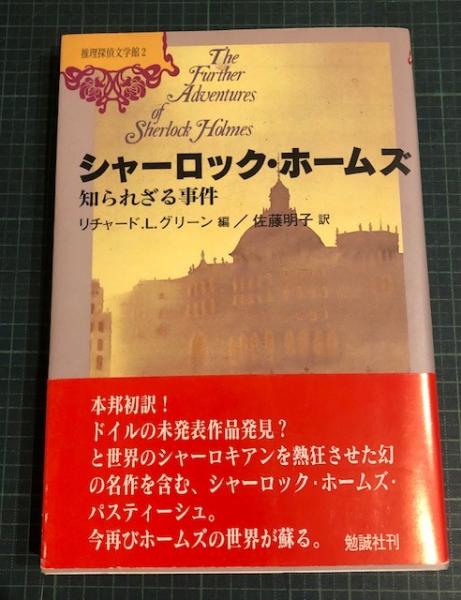 推理探偵文学館2
The
Further
Adventures
of
Sherlock Holmes
シャーロック・ホームズ
知られざる事件
リチャード.L.グリーン 編／佐藤明子 訳
本邦初訳！
ドイルの未発表作品発見？
と世界のシャーロキアンを熱狂させた幻
の名作を含む、シャーロック・ホームズ・
パスティーシュ。
今再びホームズの世界が蘇る。
勉誠社刊